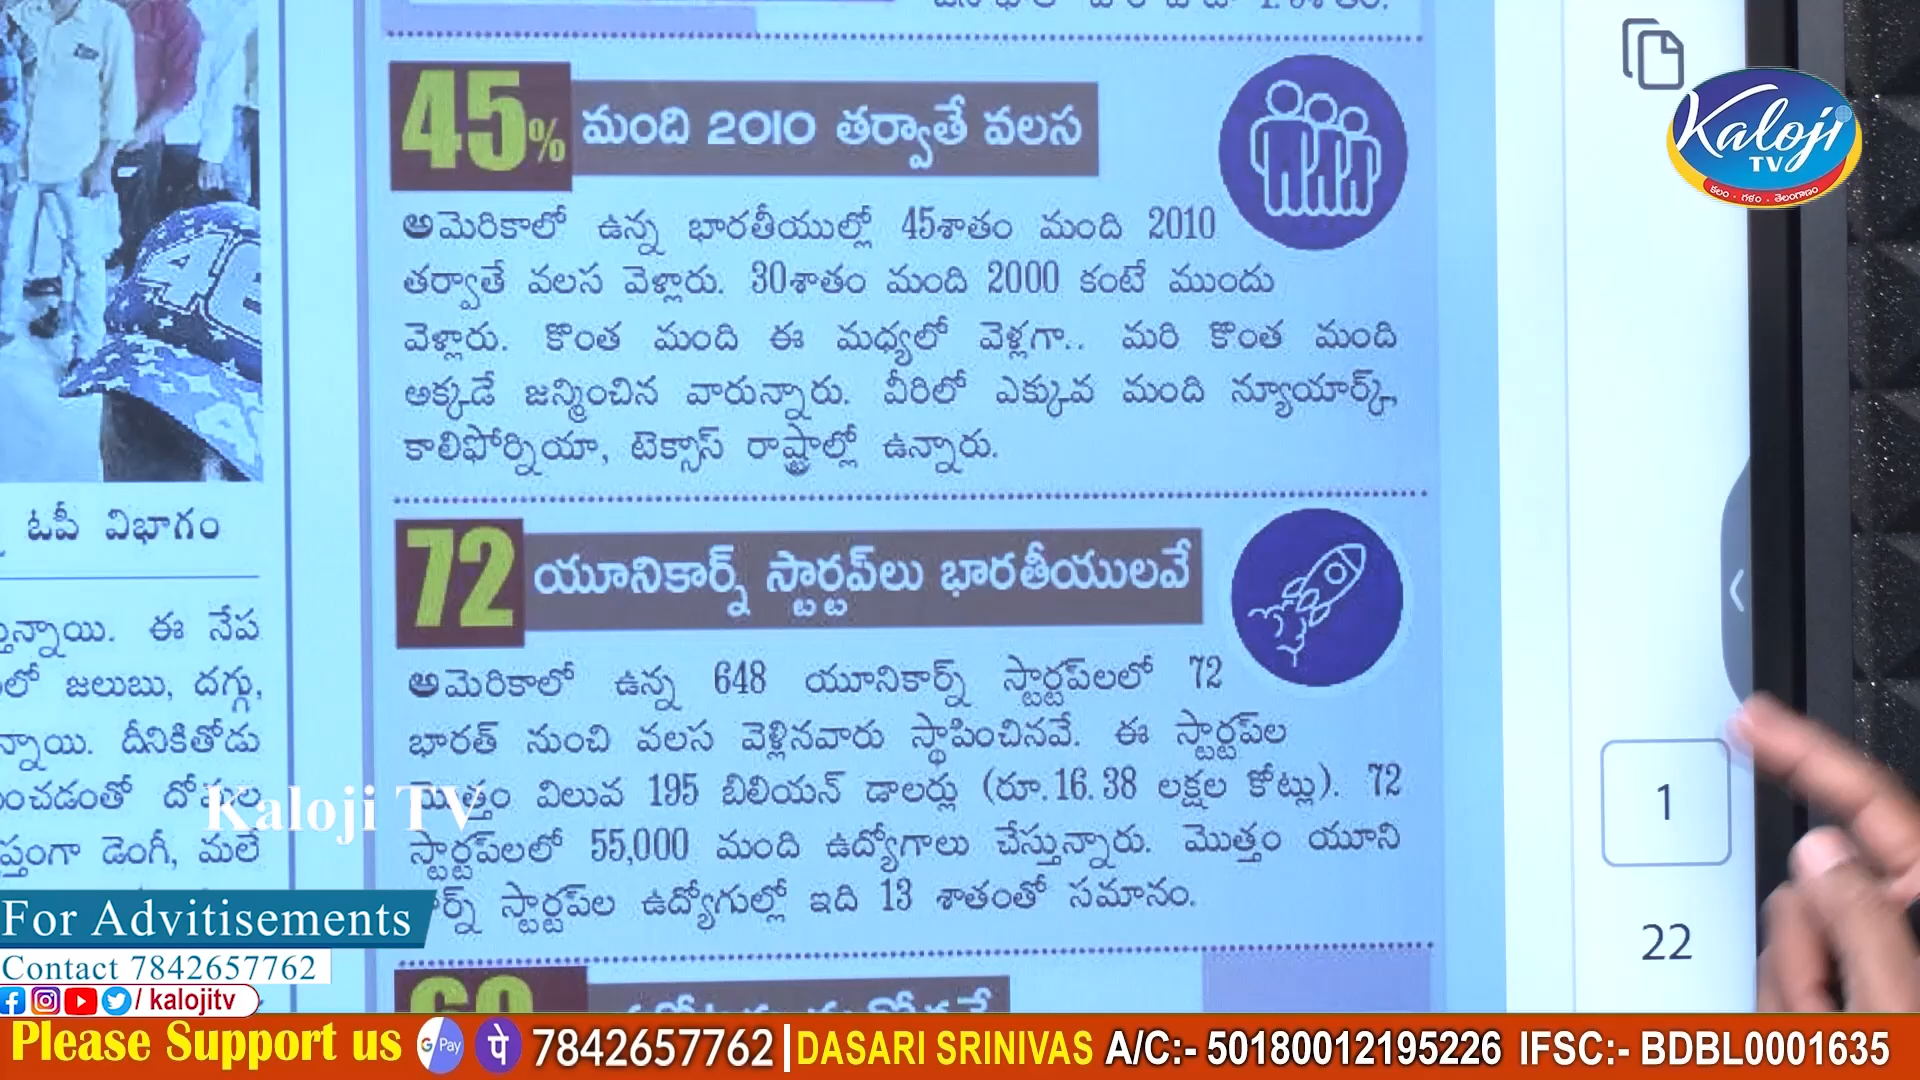 45% మంది 2010 తర్వాతే వలస
అమెరికాలో ఉన్న భారతీయుల్లో 45శాతం మంది 2010
తర్వాతే వలస వెళ్లారు. 30శాతం మంది 2000 కంటే ముందు
వెళ్లారు. కొంత మంది ఈ మధ్యలో వెళ్లగా.. మరి కొంత మంది
అక్కడే జన్మించిన వారున్నారు. వీరిలో ఎక్కువ మంది న్యూయార్క్,
కాలిఫోర్నియా, టెక్సాస్ రాష్ట్రాల్లో ఉన్నారు.
72 యూనికార్న్ స్టార్టప్‌లు భారతీయులవే
అమెరికాలో ఉన్న 648 యూనికార్న్ స్టార్టప్‌లలో 72
భారత్ నుంచి వలస వెళ్లినవారు స్థాపించినవే. ఈ స్టార్టప్‌ల
మొత్తం విలువ 195 బిలియన్ డాలర్లు (రూ.16.38 లక్షల కోట్లు). 72
స్టార్టప్‌లలో 55,000 మంది ఉద్యోగాలు చేస్తున్నారు. మొత్తం యూని
స్టార్టప్‌ల ఉద్యోగుల్లో ఇది 13 శాతంతో సమానం.
ఓపీ విభాగం
ఈ నేప
జలుబు, దగ్గు,
దీనికితోడు
డెంగీ, మలే
Kaloji
TV
కలం - గళం - తెలంగాణం
1
22
Kaloji TV
For Advitisements
Contact 7842657762
/ kalojitv
Please Support us G Pay 7842657762 | DASARI SRINIVAS A/C:- 50180012195226 IFSC:- BDBL0001635